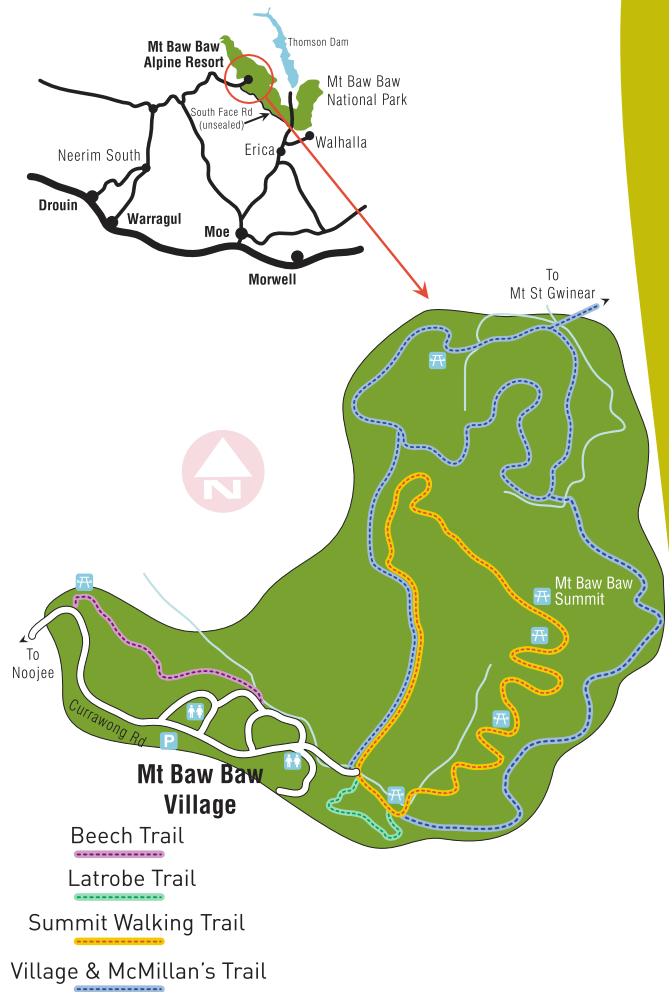 Thomson Dam
Mt Baw Baw
Alpine Resort
Mt Baw Baw
National Park
South Face Rd
(unsealed)
Walhalla
Erica
Neerim South
Drouin
Warragul
Moe
Morwell
To
Mt St Gwinear
N
Mt Baw Baw
Summit
To
Noojee
Currawong Rd
P
Mt Baw Baw
Village
Beech Trail
Latrobe Trail
Summit Walking Trail
Village & McMillan's Trail